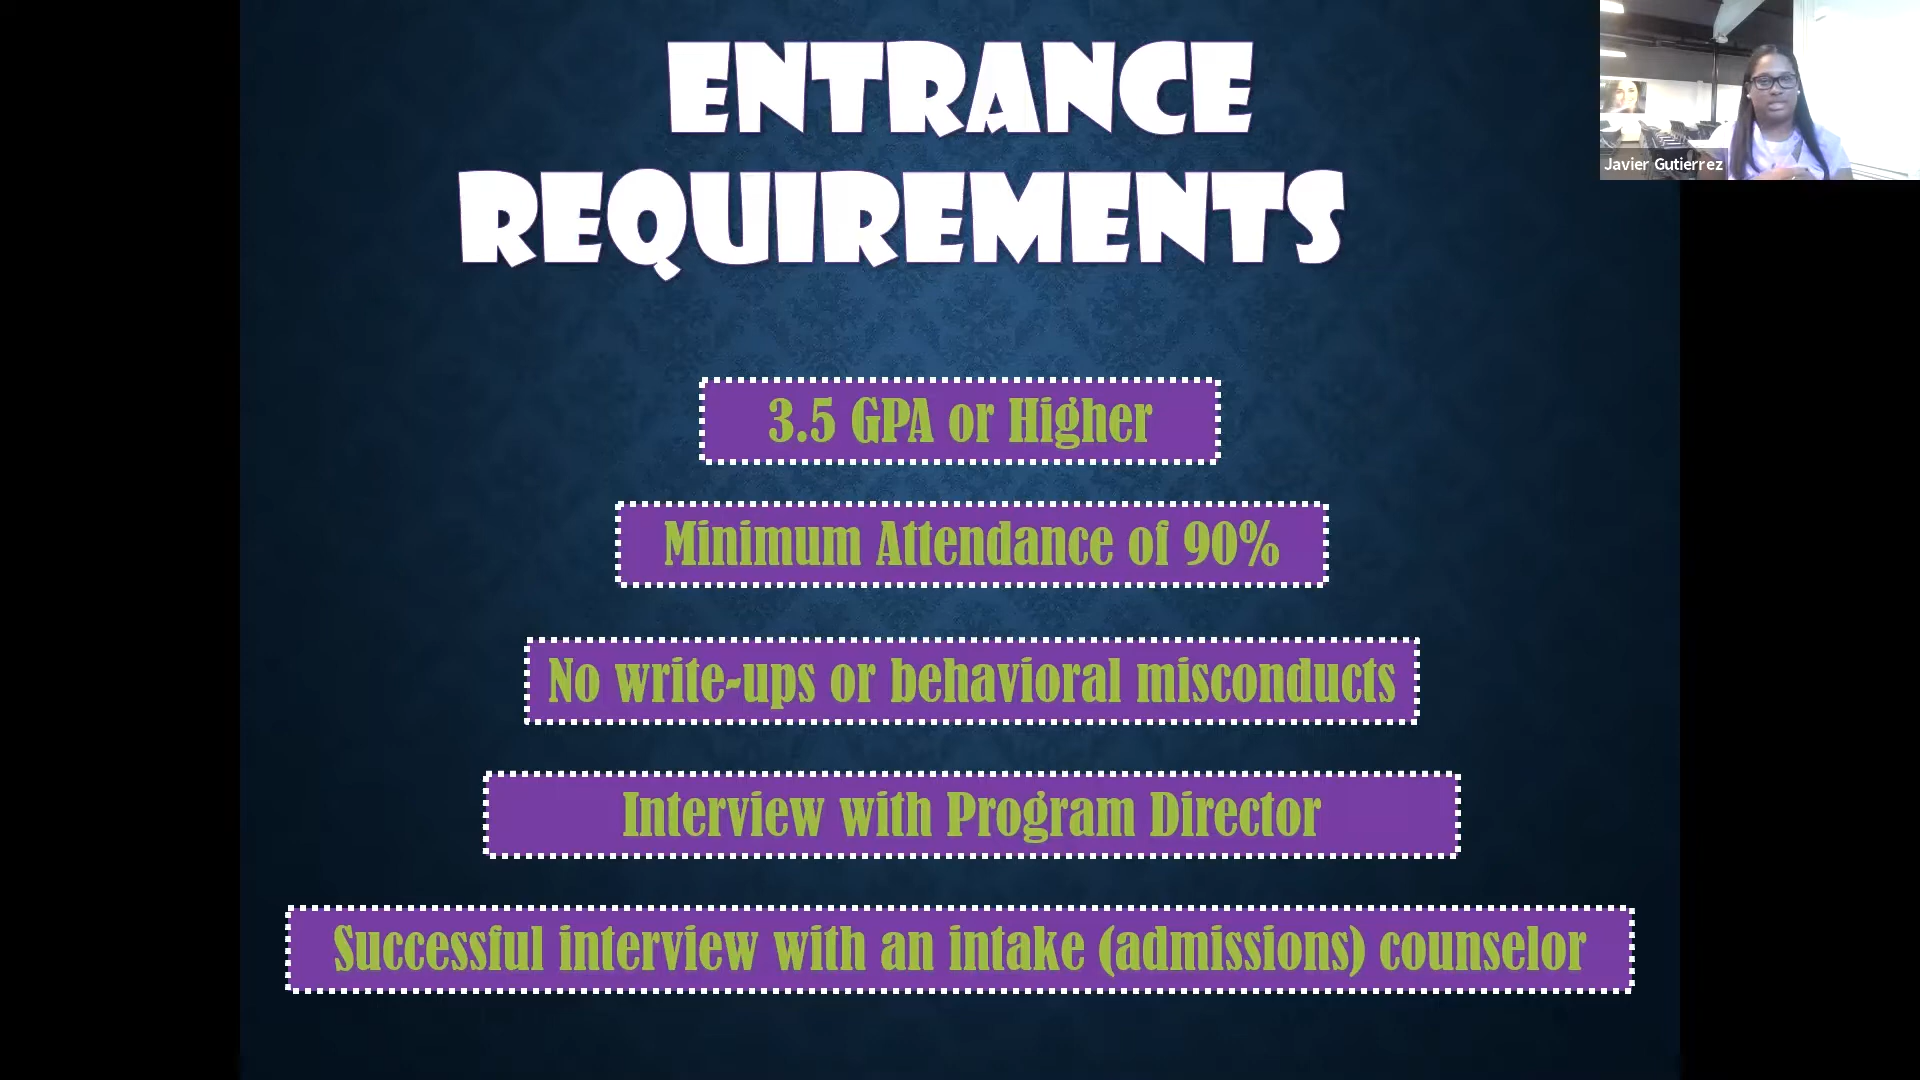 ENTRANCE
REQUIREMENTS
3.5 GPA or Higher
Minimum Attendance of 90%
No write-ups or behavioral misconducts
Interview with Program Director
Successful interview with an intake (admissions) counselor
Javier Gutierrez